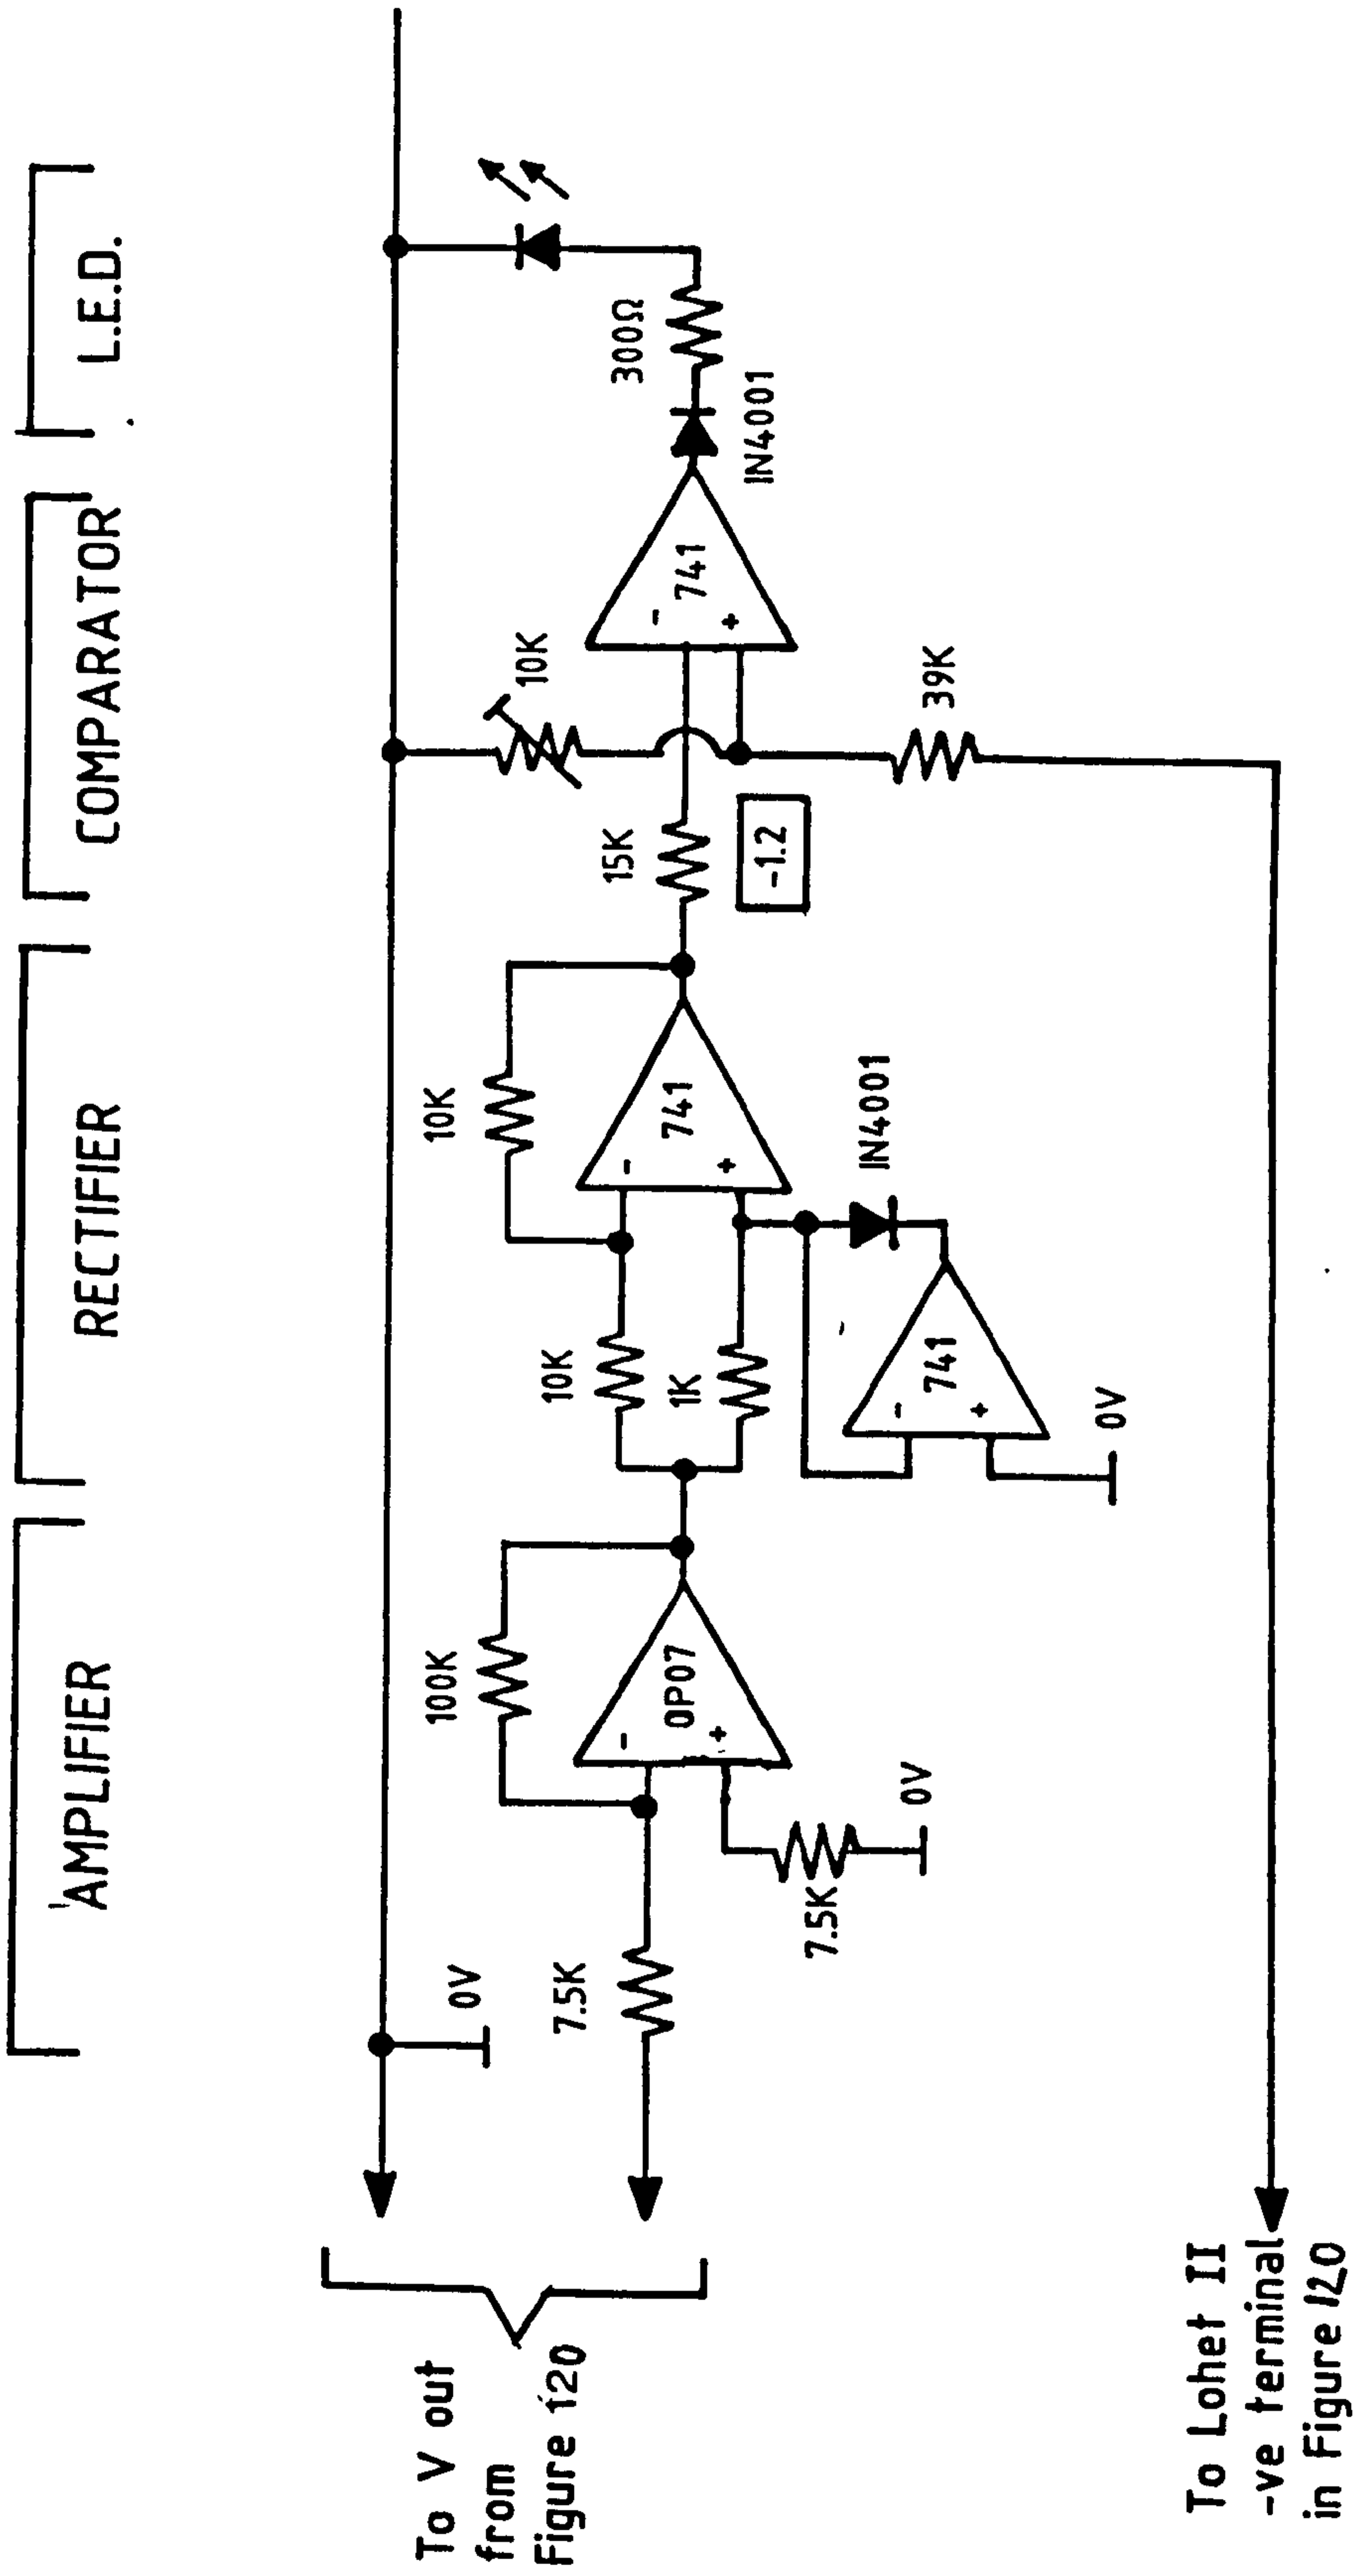 AMPLIFIER
RECTIFIER
COMPARATOR
L.E.D.
To V out
from
Figure 120
0V
7.5K
100K
-
OP07
+
7.5K
0V
10K
1K
10K
-
741
+
IN4001
-
741
+
0V
15K
-1.2
10K
-
741
+
39K
IN4001
300Ω
To Lohet II
-ve terminal
in Figure 120